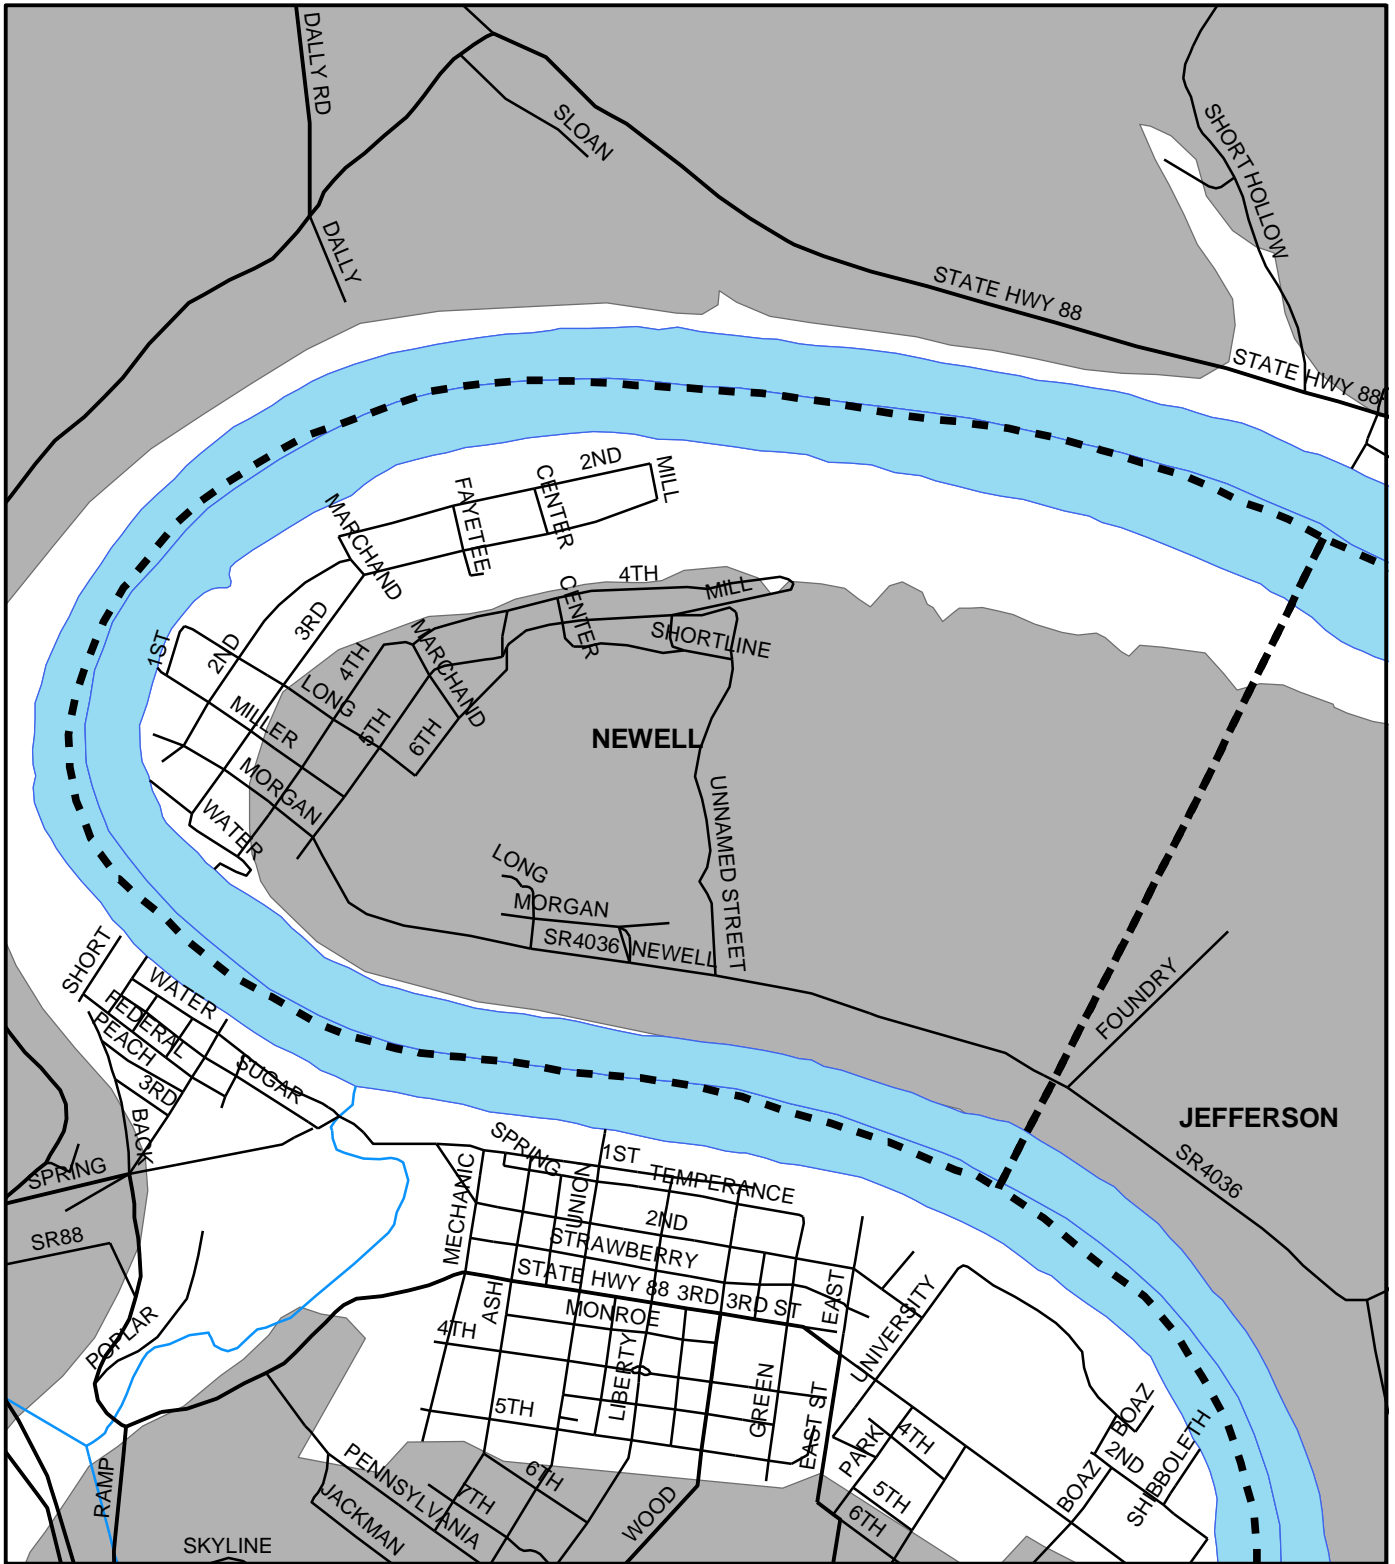 DALLY RD
SLOAN
SHORT HOLLOW
DALLY
STATE HWY 88
STATE HWY 88
2ND
MILL
CENTER
FAYETEE
MARCHAND
4TH
MILL
CENTER
3RD
SHORTLINE
MARCHAND
1ST
2ND
4TH
LONG
MILLER
5TH
6TH
NEWELL
MORGAN
WATER
UNNAMED STREET
LONG
MORGAN
SR4036
NEWELL
SHORT
WATER
FEDERAL
PEACH
FOUNDRY
SUGAR
3RD
BACK
JEFFERSON
SPRING
SPRING
1ST
TEMPERANCE
SR4036
MECHANIC
UNION
2ND
SR88
STRAWBERRY
STATE HWY 88
3RD
3RD ST
ASH
MONROE
EAST
UNIVERSITY
POPLAR
4TH
LIBERTY
GREEN
EAST ST
5TH
BOAZ
4TH
PARK
2ND
SHIBBOLETH
RAMP
PENNSYLVANIA
6TH
7TH
5TH
BOAZ
JACKMAN
WOOD
6TH
SKYLINE